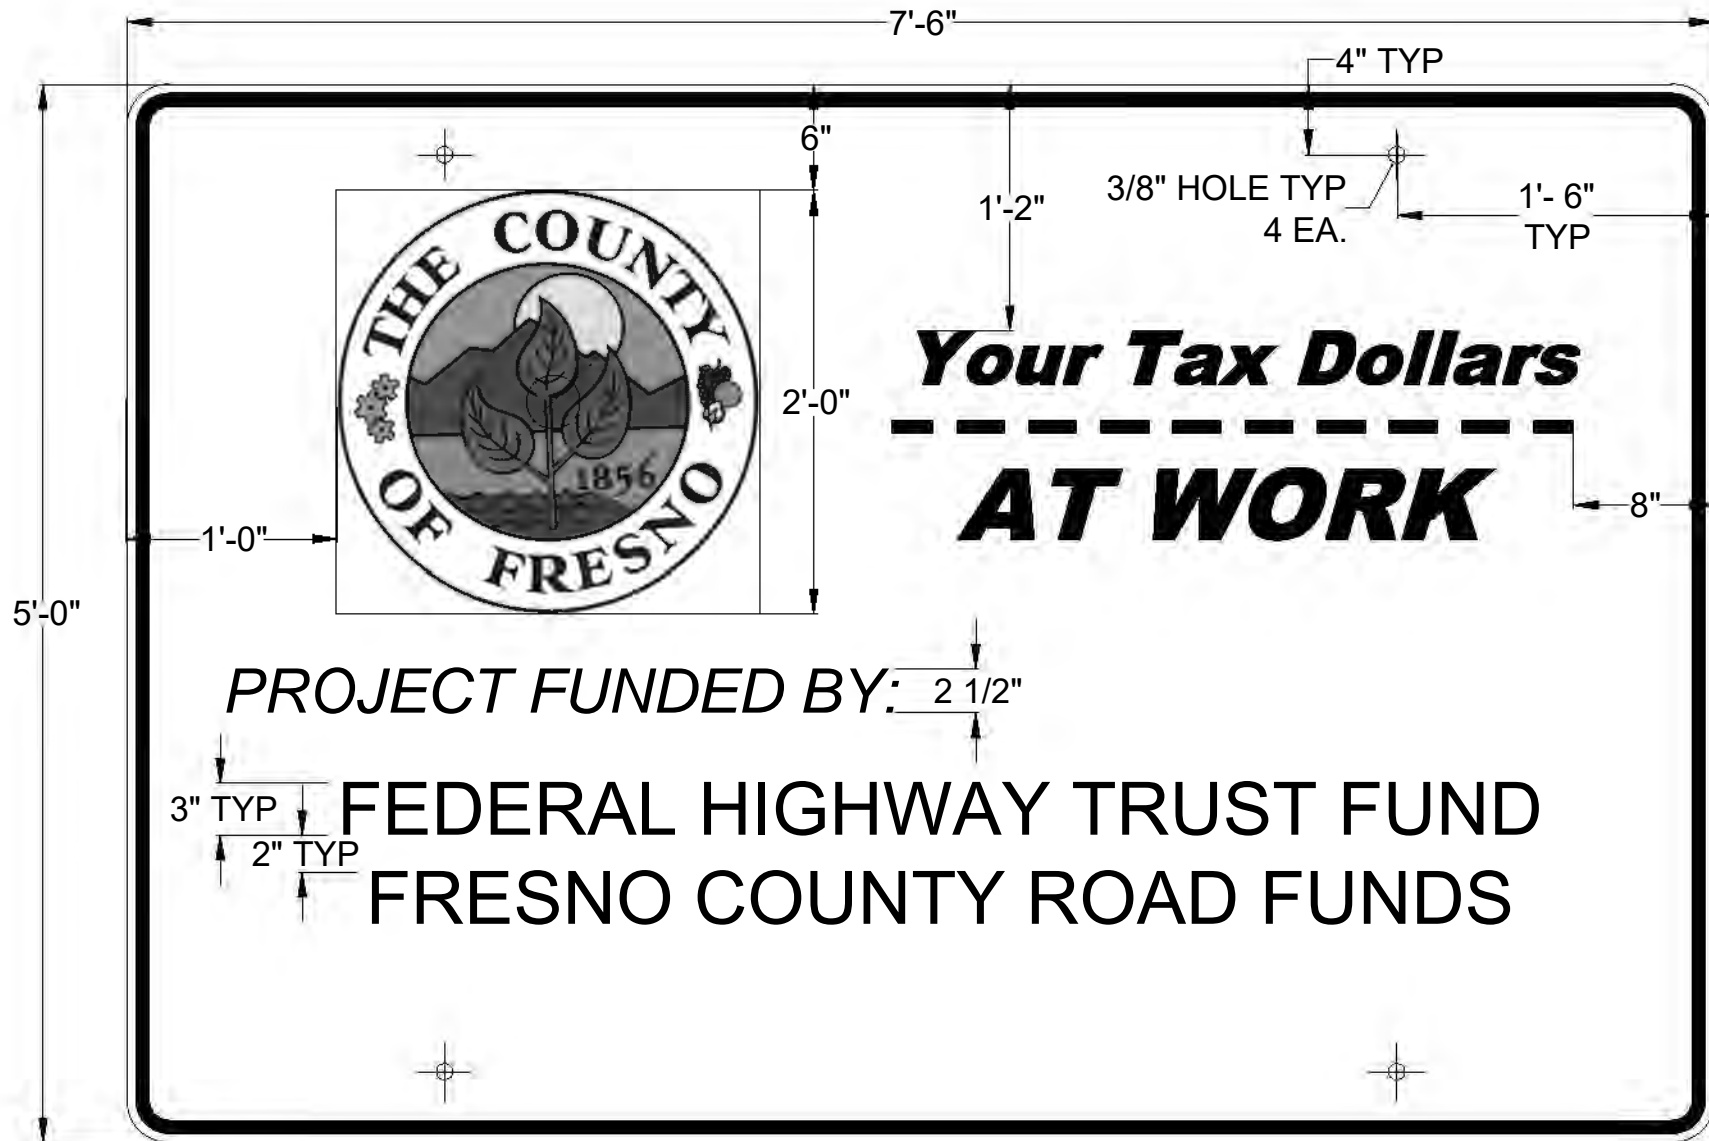 7'-6"
4" TYP
6"
1'-2"
3/8" HOLE TYP
4 EA.
1'- 6"
TYP
THE COUNTY
OF FRESNO
1856
2'-0"
Your Tax Dollars
AT WORK
8"
1'-0"
5'-0"
PROJECT FUNDED BY:
2 1/2"
3" TYP
FEDERAL HIGHWAY TRUST FUND
2" TYP
FRESNO COUNTY ROAD FUNDS